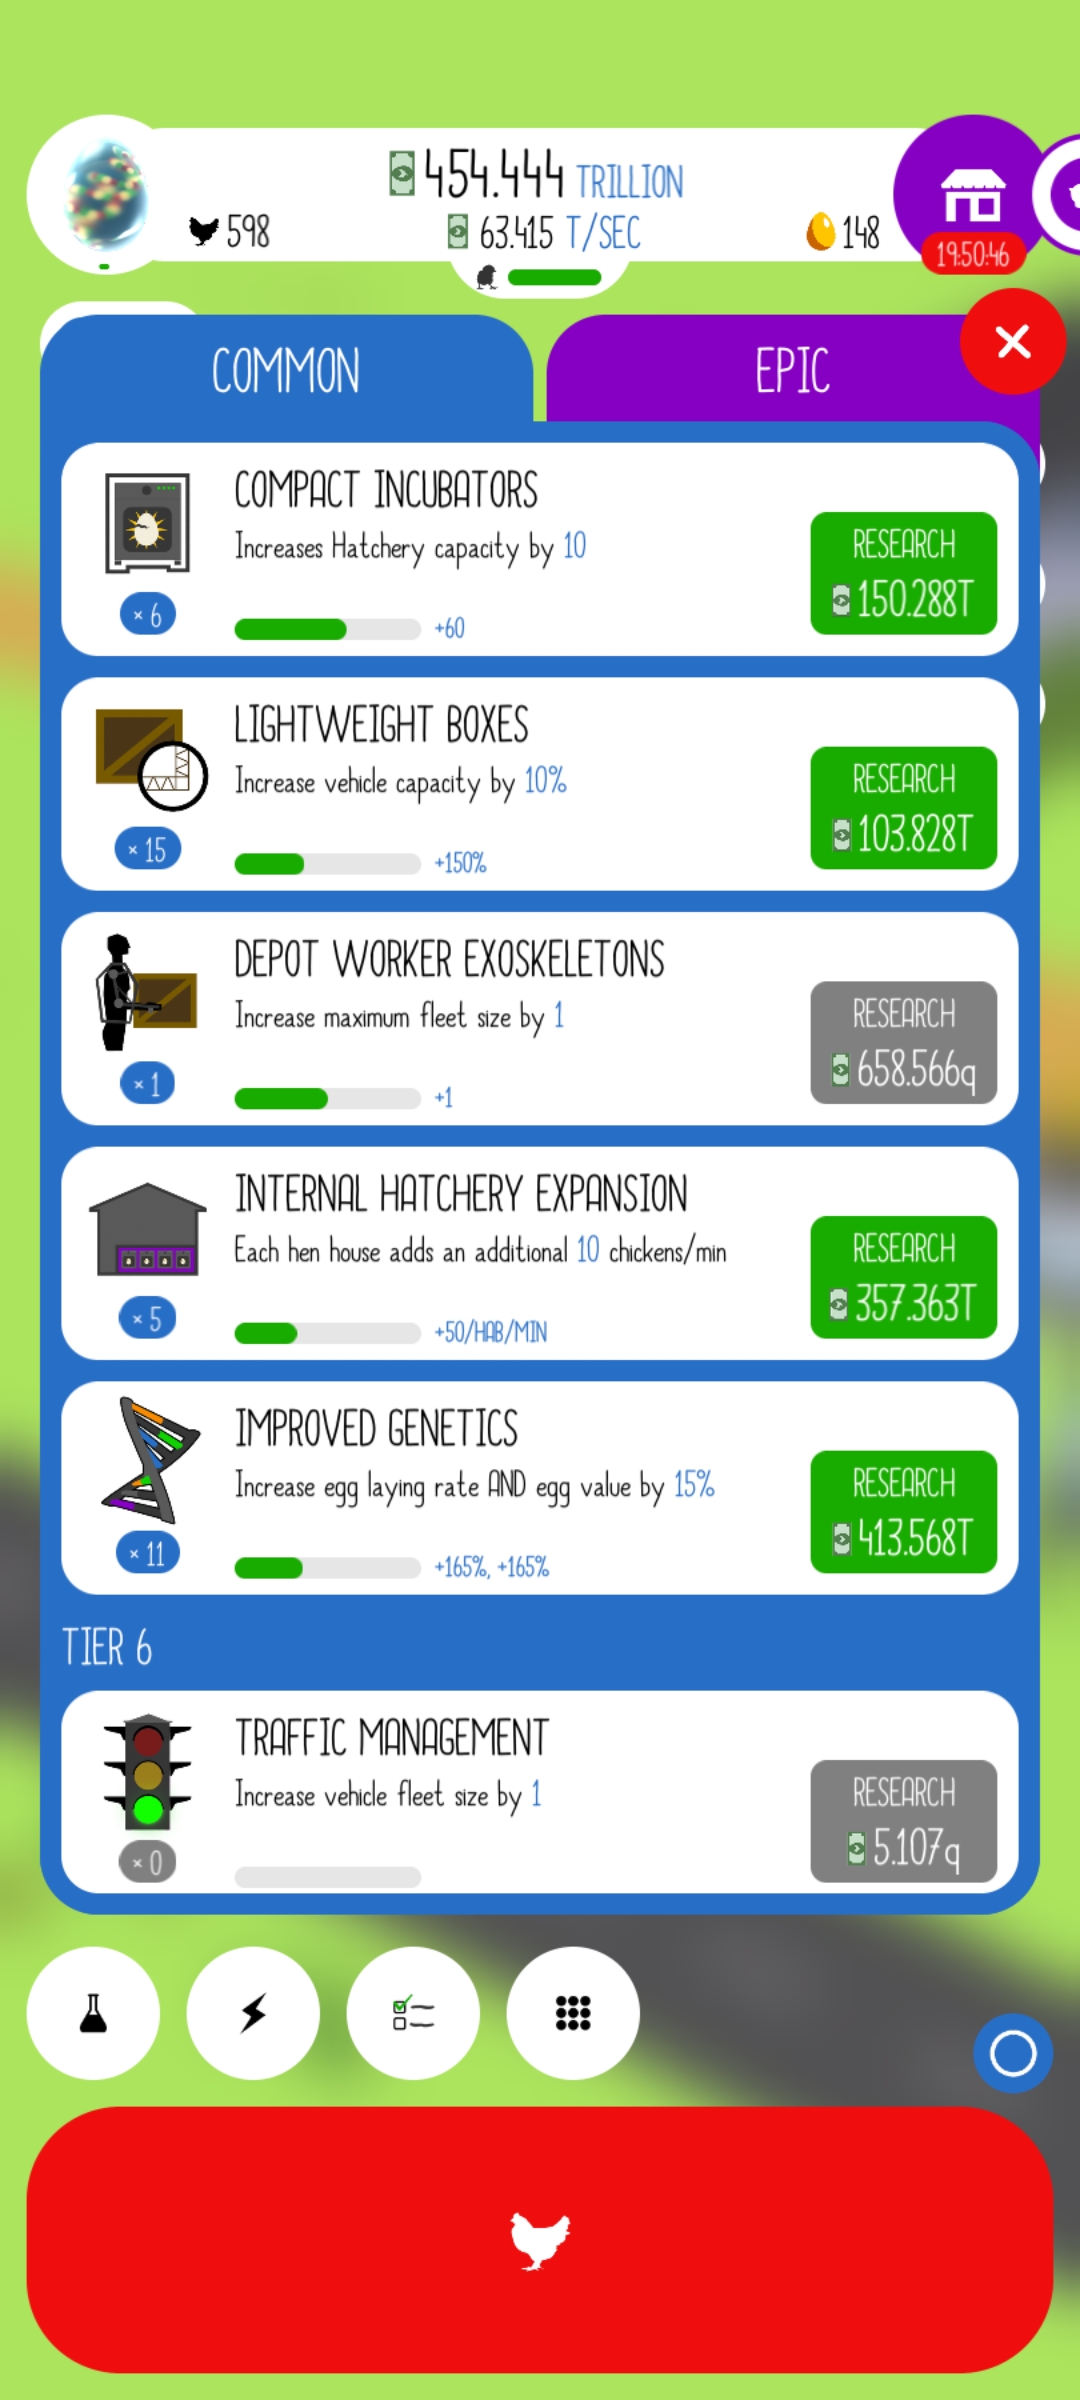 454.444 TRILLION
598
63.415 T/SEC
148
19:50:46
COMMON
EPIC
COMPACT INCUBATORS
Increases Hatchery capacity by 10
RESEARCH
150.288T
× 6
+60
LIGHTWEIGHT BOXES
Increase vehicle capacity by 10%
RESEARCH
103.828T
× 15
+150%
DEPOT WORKER EXOSKELETONS
Increase maximum fleet size by 1
RESEARCH
658.566q
× 1
+1
INTERNAL HATCHERY EXPANSION
Each hen house adds an additional 10 chickens/min
RESEARCH
357.363T
× 5
+50/HAB/MIN
IMPROVED GENETICS
Increase egg laying rate AND egg value by 15%
RESEARCH
413.568T
× 11
+165%, +165%
TIER 6
TRAFFIC MANAGEMENT
Increase vehicle fleet size by 1
RESEARCH
5.107q
× 0